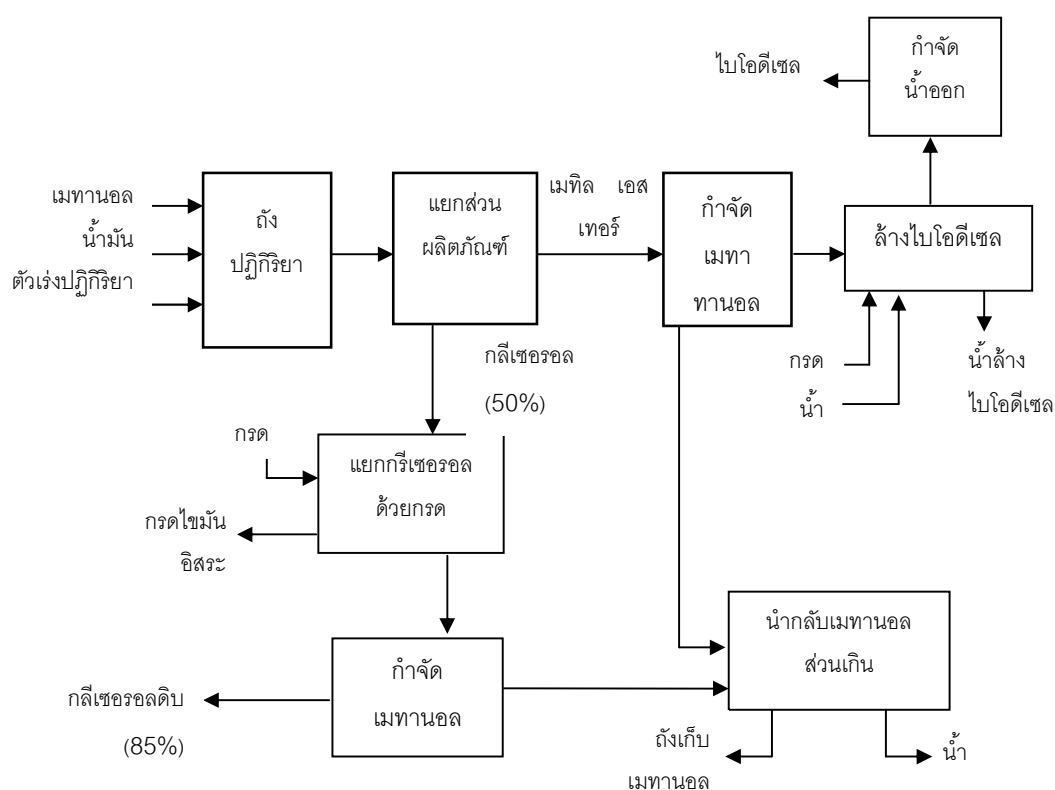 กำจัด
น้ำออก
ไบโอดีเซล
เมทานอล
น้ำมัน
ตัวเร่งปฏิกิริยา
ถัง
ปฏิกิริยา
แยกส่วน
ผลิตภัณฑ์
เมทิล เอส
เทอร์
กำจัด
เมทา
ทานอล
ล้างไบโอดีเซล
กรด
น้ำ
น้ำล้าง
ไบโอดีเซล
กลีเซอรอล
(50%)
กรด
แยกกรีเซอรอล
ด้วยกรด
กรดไขมัน
อิสระ
กำจัด
เมทานอล
กลีเซอรอลดิบ
(85%)
นำกลับเมทานอล
ส่วนเกิน
ถังเก็บ
เมทานอล
น้ำ